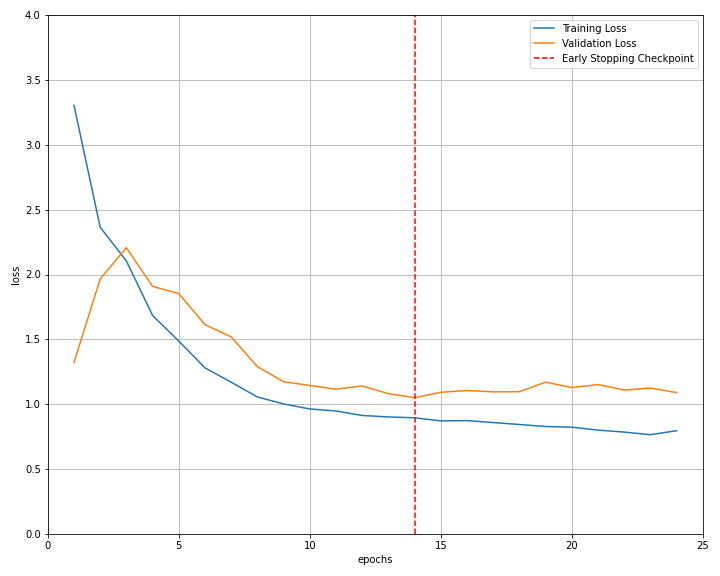 4.0
3.5
3.0
2.5
2.0
1.5
1.0
0.5
0.0
loss
0 5 10 15 20 25
epochs
Training Loss
Validation Loss
Early Stopping Checkpoint